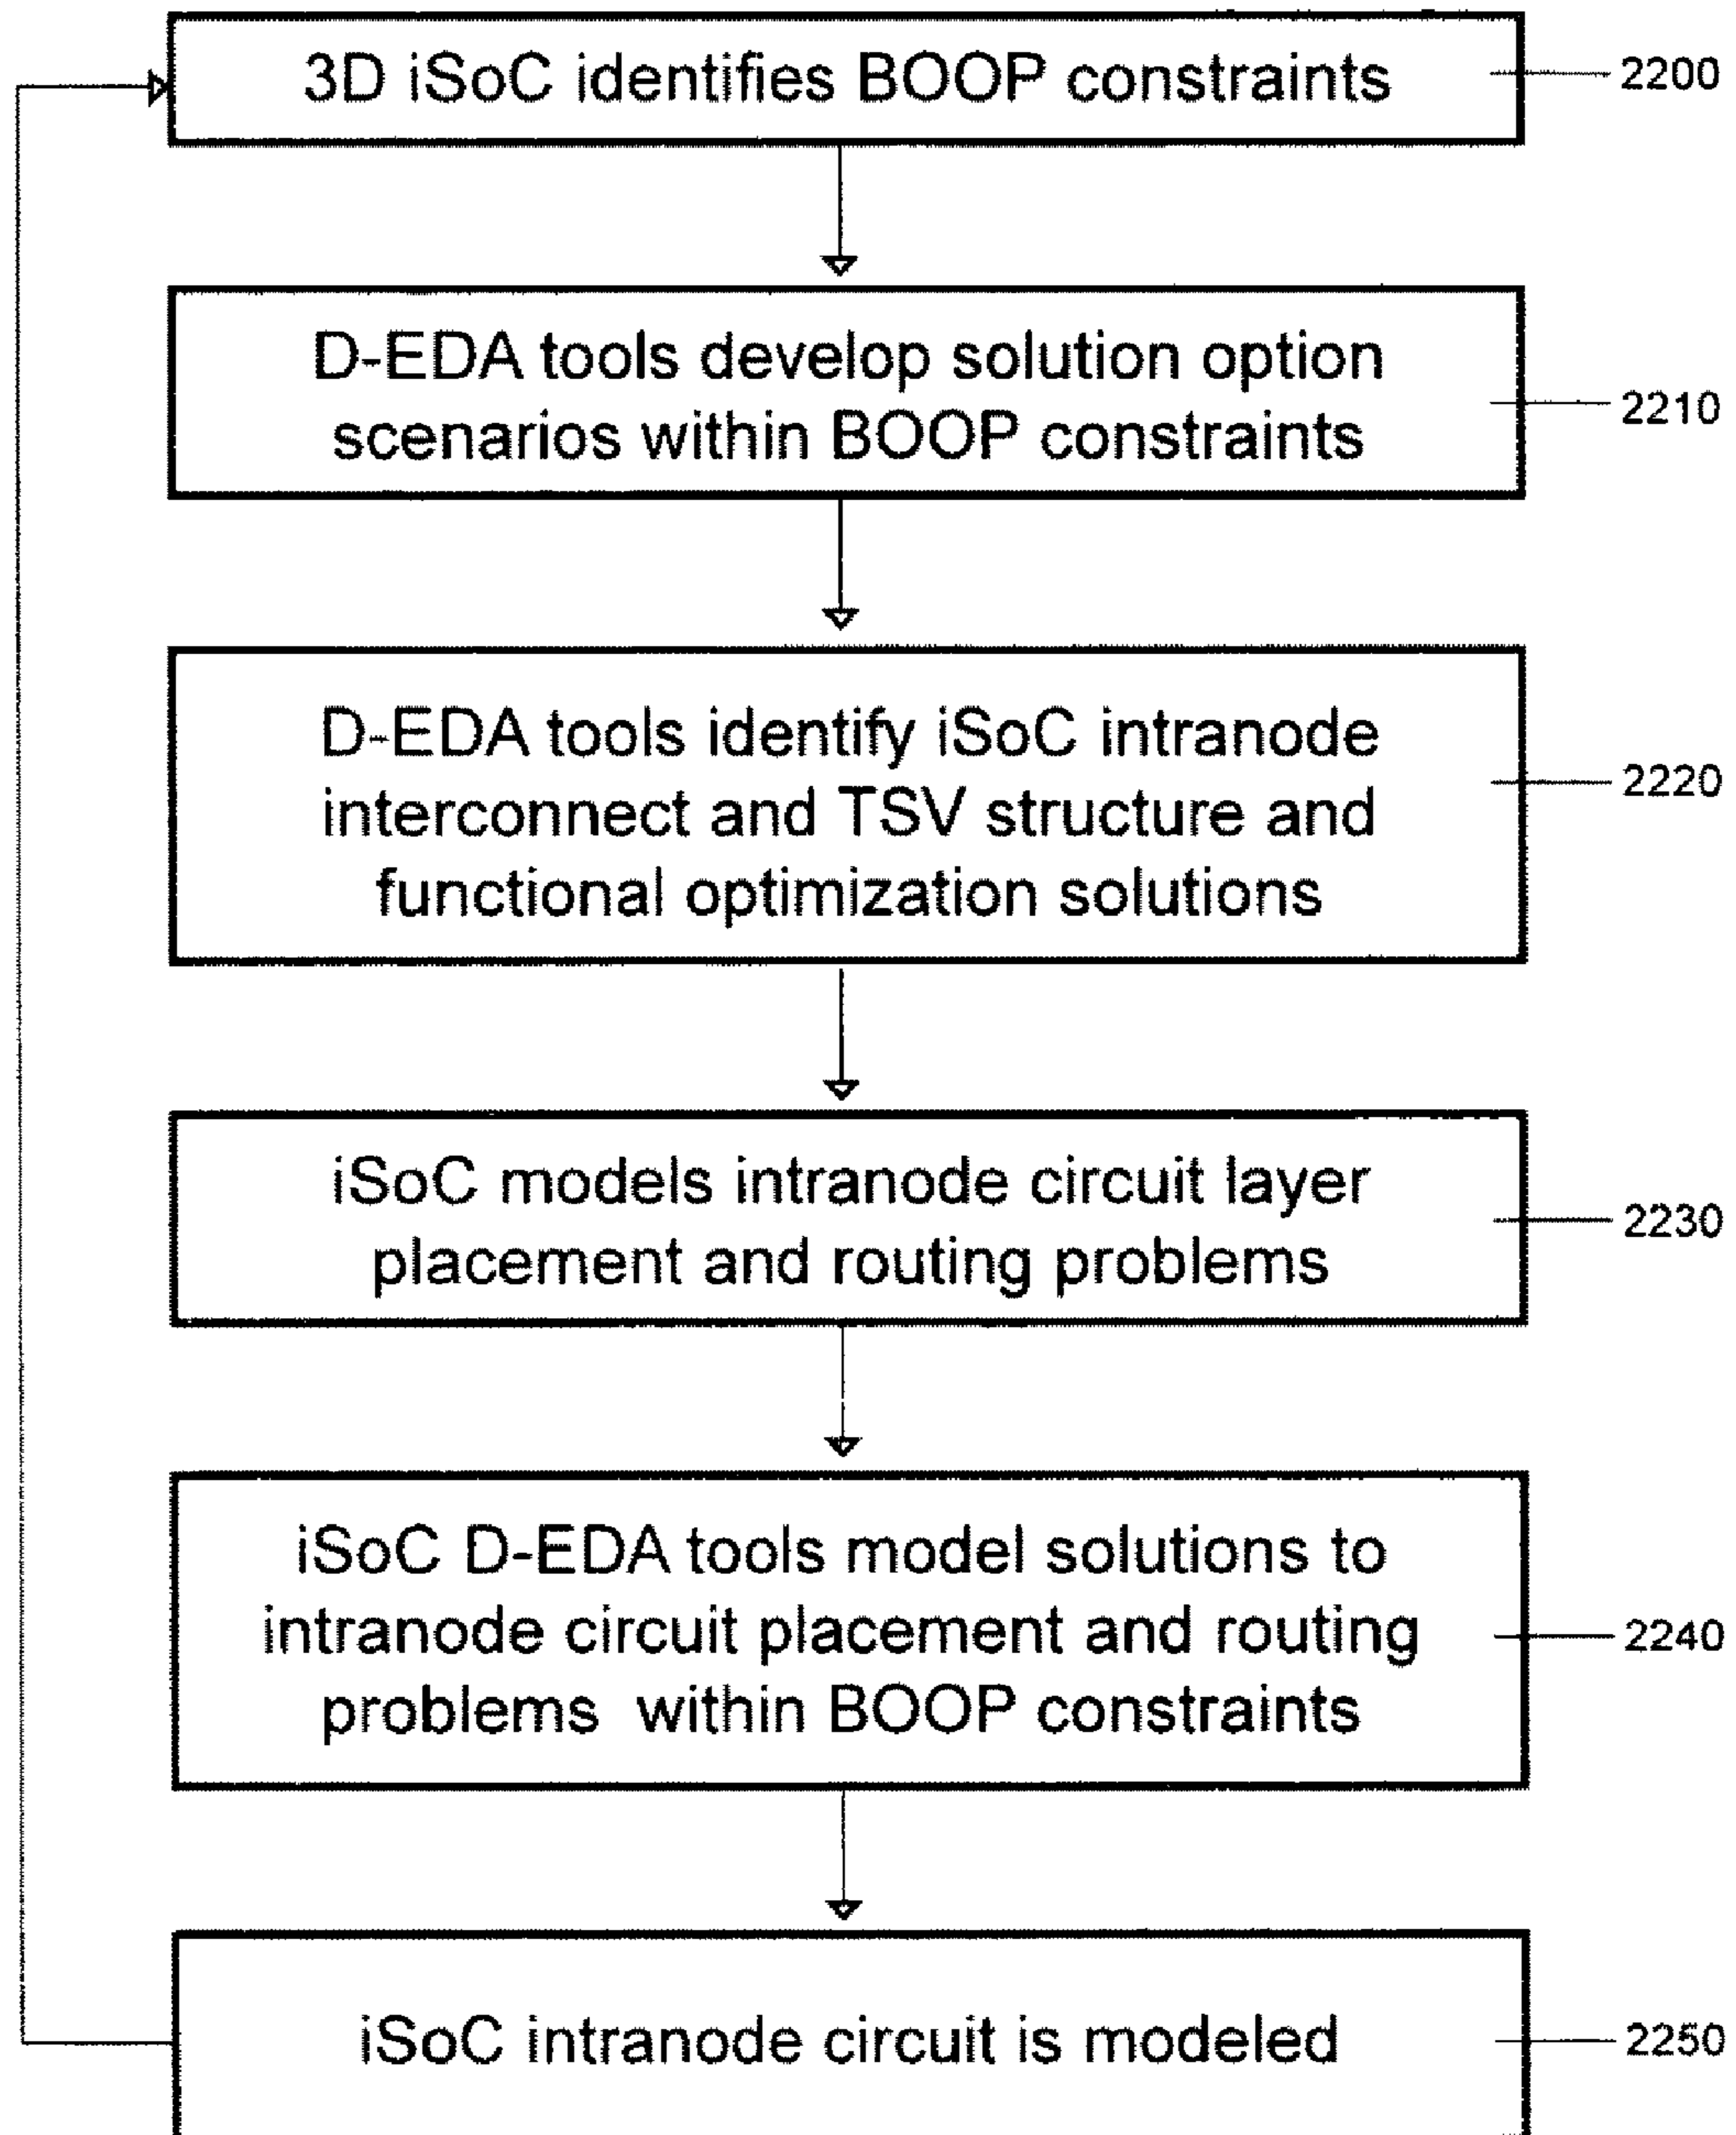 3D iSoC identifies BOOP constraints
2200
D-EDA tools develop solution option
scenarios within BOOP constraints
2210
D-EDA tools identify iSoC intranode
interconnect and TSV structure and
functional optimization solutions
2220
iSoC models intranode circuit layer
placement and routing problems
2230
iSoC D-EDA tools model solutions to
intranode circuit placement and routing
problems within BOOP constraints
2240
iSoC intranode circuit is modeled
2250